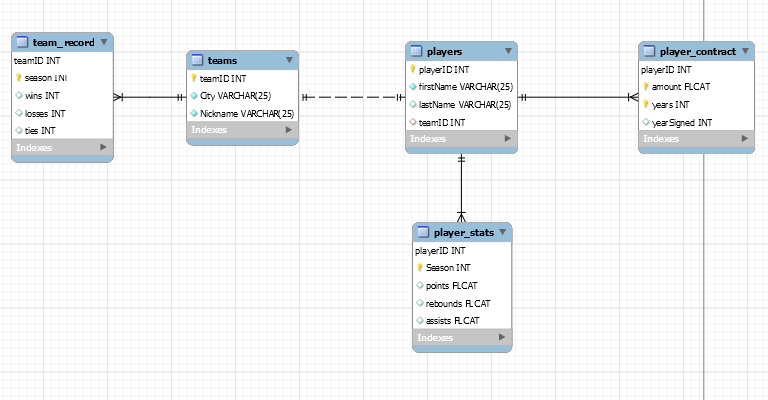 team_record
teamID INT
season INT
wins INT
losses INT
ties INT
Indexes
teams
teamID INT
City VARCHAR(25)
Nickname VARCHAR(25)
Indexes
players
playerID INT
firstName VARCHAR(25)
lastName VARCHAR(25)
teamID INT
Indexes
player_contract
playerID INT
amount FLOAT
years INT
yearSigned INT
Indexes
player_stats
playerID INT
Season INT
points FLOAT
rebounds FLOAT
assists FLOAT
Indexes